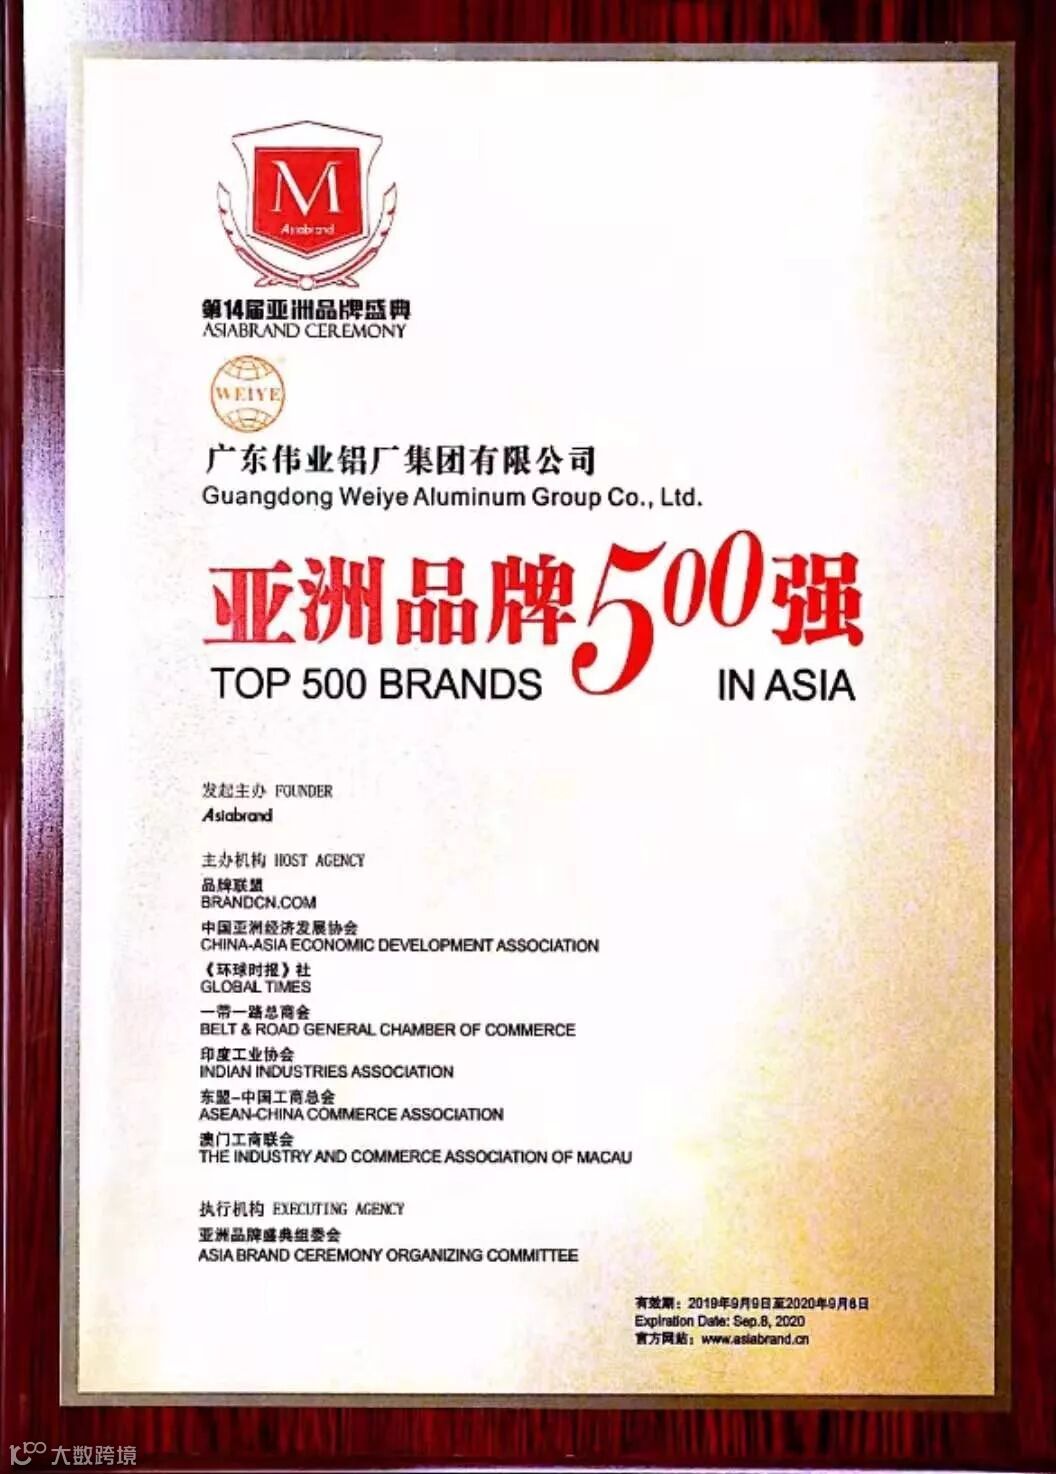 M
Asiabrand
第14届亚洲品牌盛典
ASIABRAND CEREMONY
WEIYE
广东伟业铝厂集团有限公司
Guangdong Weiye Aluminum Group Co., Ltd.
亚洲品牌500强
TOP 500 BRANDS IN ASIA
发起主办 FOUNDER
Asiabrand
主办机构 HOST AGENCY
品牌联盟
BRANDCN.COM
中国亚洲经济发展协会
CHINA-ASIA ECONOMIC DEVELOPMENT ASSOCIATION
《环球时报》社
GLOBAL TIMES
一带一路总商会
BELT & ROAD GENERAL CHAMBER OF COMMERCE
印度工业协会
INDIAN INDUSTRIES ASSOCIATION
东盟-中国工商总会
ASEAN-CHINA COMMERCE ASSOCIATION
澳门工商联会
THE INDUSTRY AND COMMERCE ASSOCIATION OF MACAU
执行机构 EXECUTING AGENCY
亚洲品牌盛典组委会
ASIA BRAND CEREMONY ORGANIZING COMMITTEE
有效期：2019年9月9日至2020年9月8日
Expiration Date: Sep.8, 2020
官方网站：www.asiabrand.cn
大数跨境